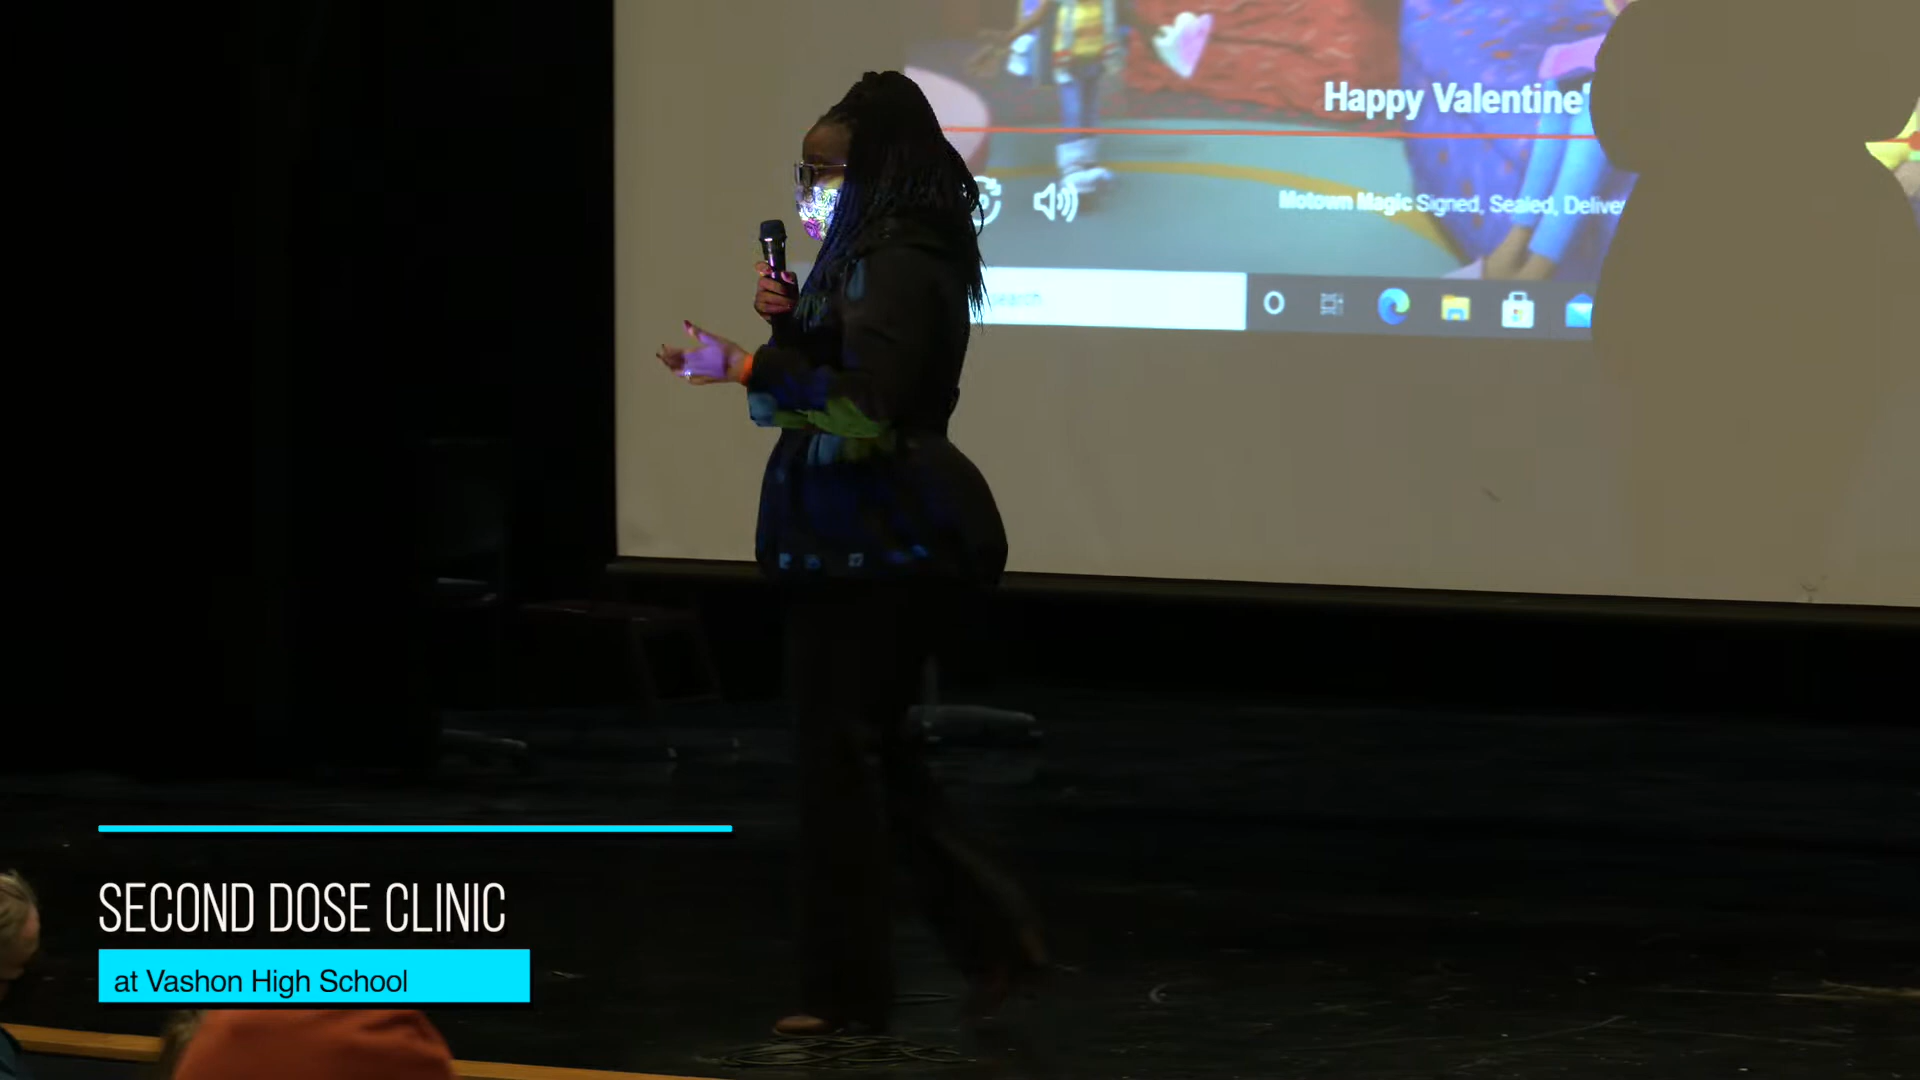 Happy Valentine'
Motown Magic Signed, Sealed, Delive
SECOND DOSE CLINIC
at Vashon High School